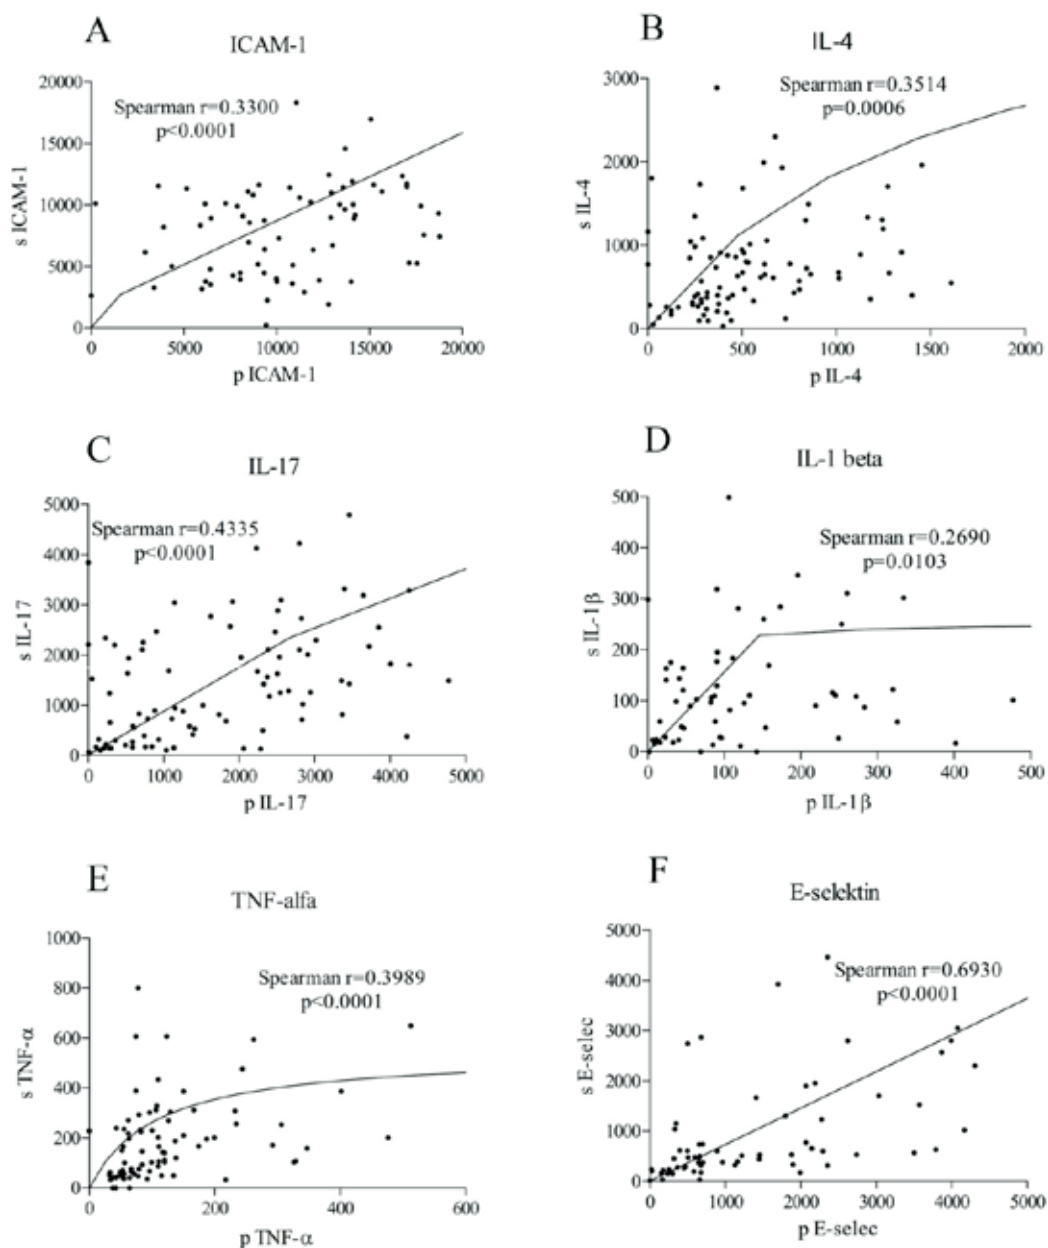 A
ICAM-1
Spearman r=0.3300
p<0.0001
20000
15000
10000
5000
0
s ICAM-1
0 5000 10000 15000 20000
p ICAM-1
B
IL-4
Spearman r=0.3514
p=0.0006
3000
2000
1000
0
s IL-4
0 500 1000 1500 2000
p IL-4
C
IL-17
Spearman r=0.4335
p<0.0001
5000
4000
3000
2000
1000
0
s IL-17
0 1000 2000 3000 4000 5000
p IL-17
D
IL-1 beta
Spearman r=0.2690
p=0.0103
500
400
300
200
100
0
s IL-1β
0 100 200 300 400 500
p IL-1β
E
TNF-alfa
Spearman r=0.3989
p<0.0001
1000
800
600
400
200
0
s TNF-α
0 200 400 600
p TNF-α
F
E-selektin
Spearman r=0.6930
p<0.0001
5000
4000
3000
2000
1000
0
s E-selec
0 1000 2000 3000 4000 5000
p E-selec